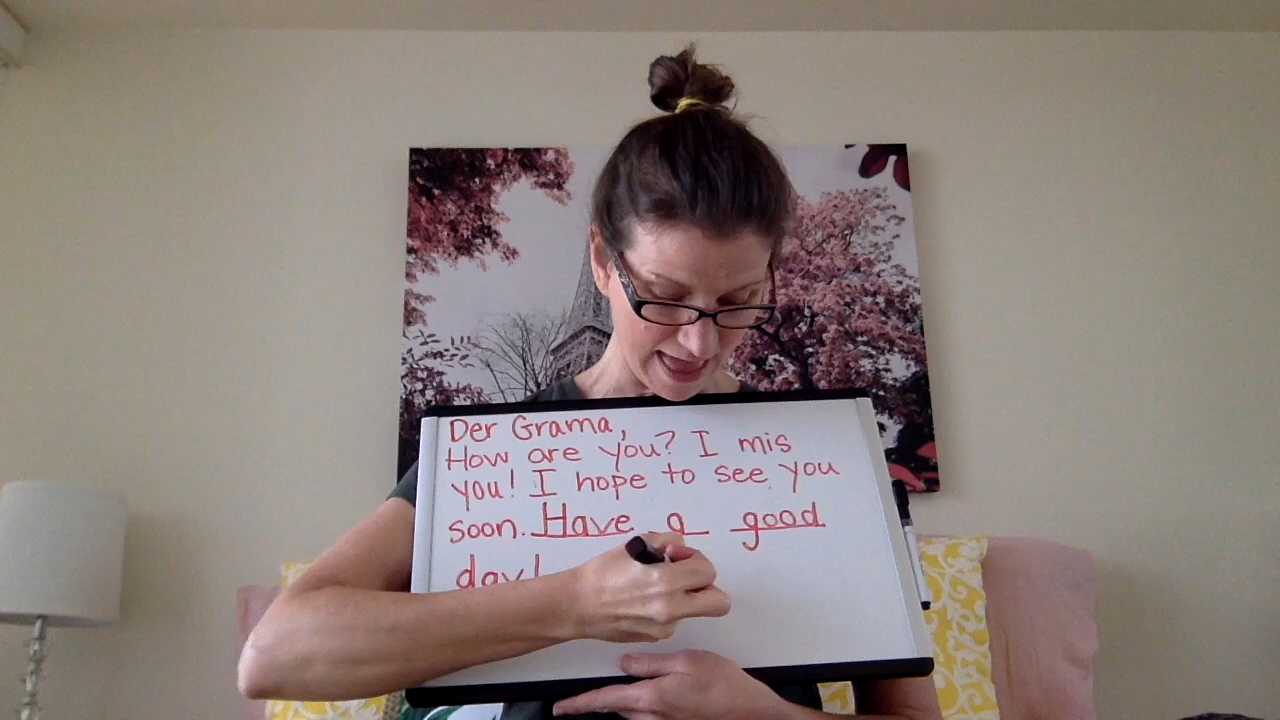 Der Grama,
How are you? I mis
you! I hope to see you
soon. Have a good
day!